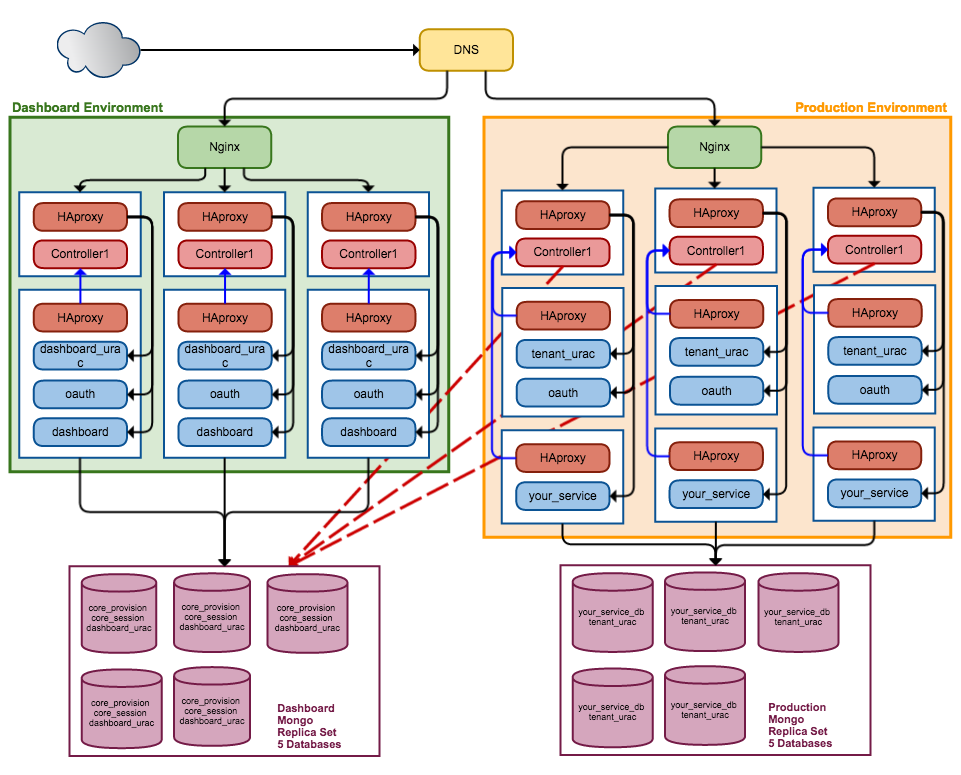 DNS
Dashboard Environment
Production Environment
Nginx
Nginx
HAproxy
Controller1
HAproxy
dashboard_ura
c
oauth
dashboard
HAproxy
Controller1
HAproxy
dashboard_ura
c
oauth
dashboard
HAproxy
Controller1
HAproxy
dashboard_ura
c
oauth
dashboard
HAproxy
Controller1
HAproxy
tenant_urac
oauth
HAproxy
your_service
HAproxy
Controller1
HAproxy
tenant_urac
oauth
HAproxy
your_service
HAproxy
Controller1
HAproxy
tenant_urac
oauth
HAproxy
your_service
core_provision
core_session
dashboard_urac
core_provision
core_session
dashboard_urac
core_provision
core_session
dashboard_urac
core_provision
core_session
dashboard_urac
core_provision
core_session
dashboard_urac
Dashboard
Mongo
Replica Set
5 Databases
your_service_db
tenant_urac
your_service_db
tenant_urac
your_service_db
tenant_urac
your_service_db
tenant_urac
your_service_db
tenant_urac
Production
Mongo
Replica Set
5 Databases